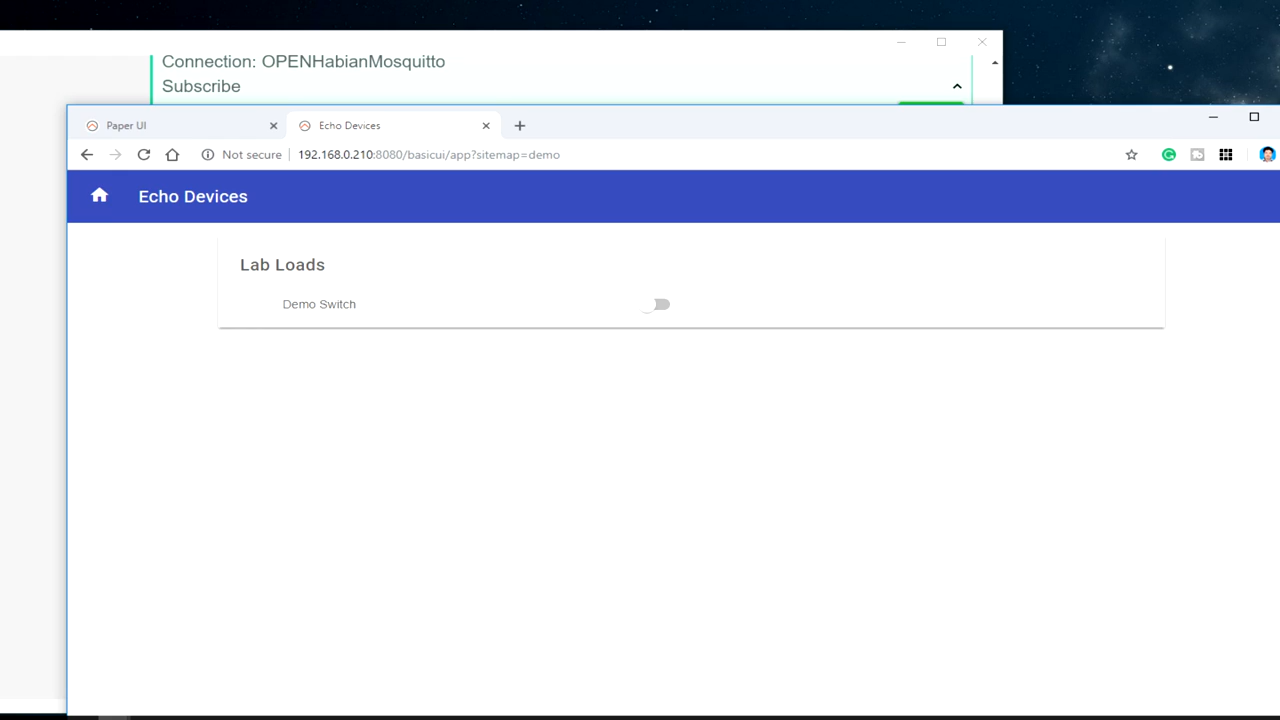 Connection: OPENHabianMosquitto
Subscribe
Paper UI
Echo Devices
Not secure
192.168.0.210:8080/basicui/app?sitemap=demo
Echo Devices
Lab Loads
Demo Switch